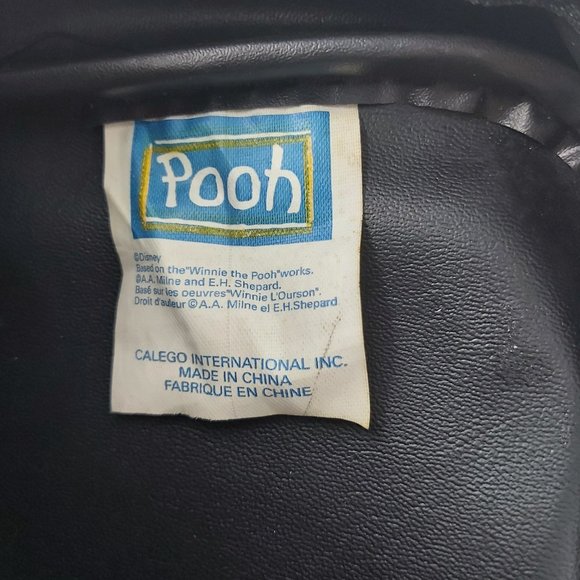 Pooh
©Disney
Based on the "Winnie the Pooh" works.
©A.A. Milne and E.H. Shepard.
Basé sur les oeuvres "Winnie L'Ourson".
Droit d'auteur © A.A. Milne et E.H. Shepard
CALEGO INTERNATIONAL INC.
MADE IN CHINA
FABRIQUE EN CHINE